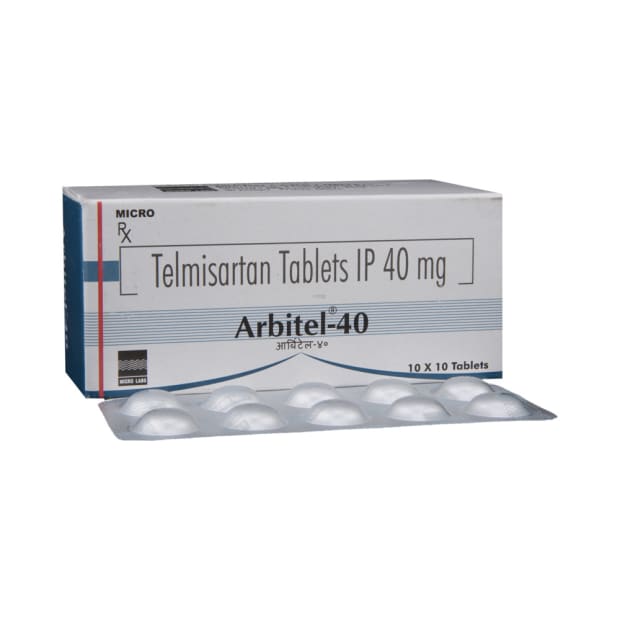 MICRO
Rx
Telmisartan Tablets IP 40 mg
Arbitel®-40
आर्बिटेल-४०
10 X 10 Tablets
MICRO LABS